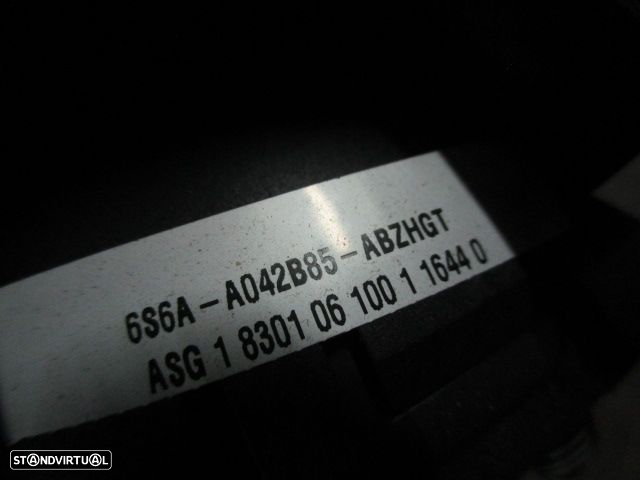 6S6A-A042B85-ABZHGT
ASG 1 8301 06 100 1 1644 0
STANDVIRTUAL